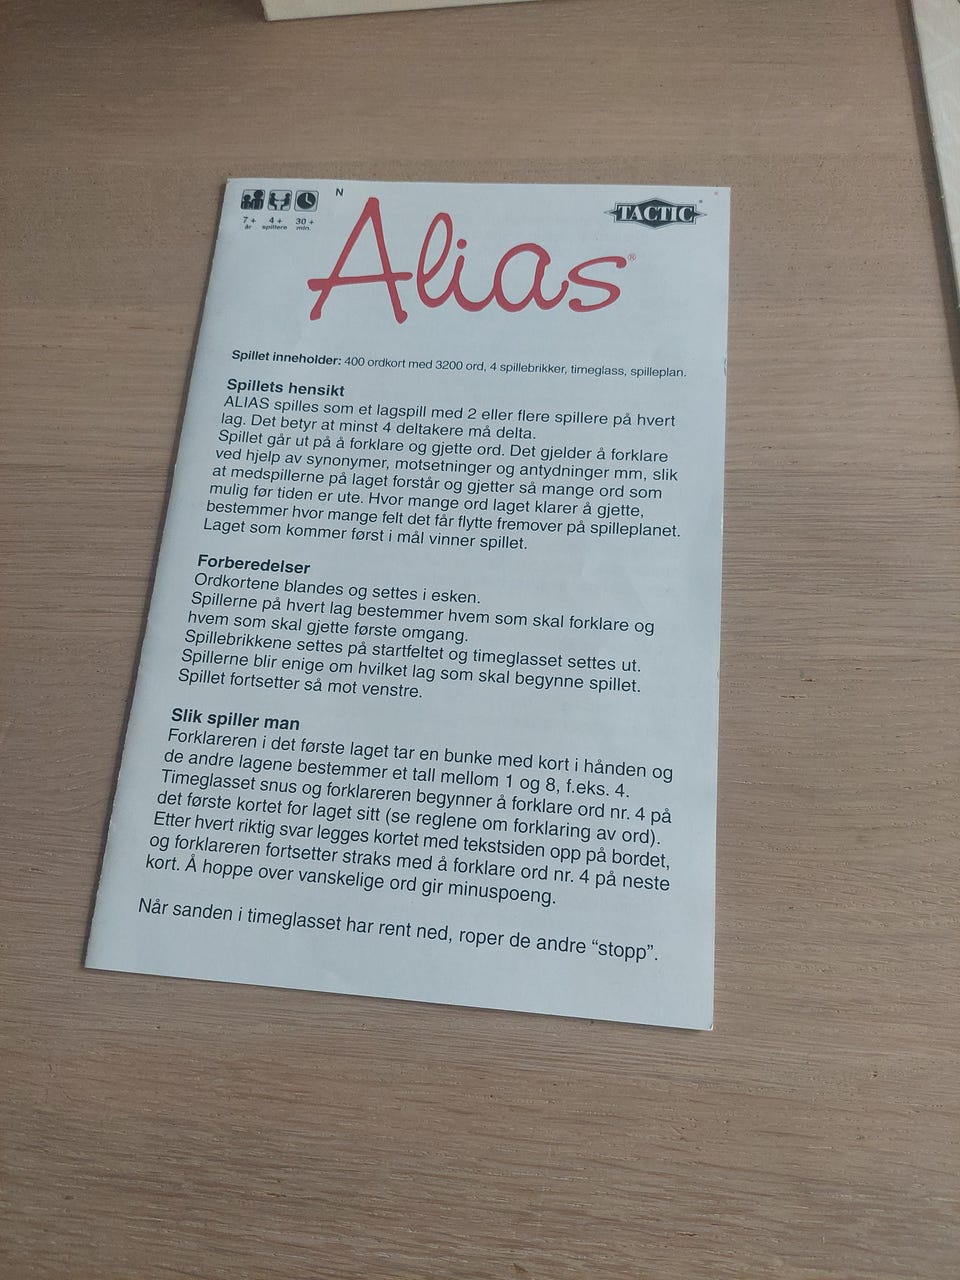 N
TACTIC
7 + 4 + 30 +
år spillere min.
Alias®
Spillet inneholder: 400 ordkort med 3200 ord, 4 spillebrikker, timeglass, spilleplan.
Spillets hensikt
ALIAS spilles som et lagspill med 2 eller flere spillere på hvert
lag. Det betyr at minst 4 deltakere må delta.
Spillet går ut på å forklare og gjette ord. Det gjelder å forklare
ved hjelp av synonymer, motsetninger og antydninger mm, slik
at medspillerne på laget forstår og gjetter så mange ord som
mulig før tiden er ute. Hvor mange ord laget klarer å gjette,
bestemmer hvor mange felt det får flytte fremover på spilleplanet.
Laget som kommer først i mål vinner spillet.
Forberedelser
Ordkortene blandes og settes i esken.
Spillerne på hvert lag bestemmer hvem som skal forklare og
hvem som skal gjette første omgang.
Spillebrikkene settes på startfeltet og timeglasset settes ut.
Spillerne blir enige om hvilket lag som skal begynne spillet.
Spillet fortsetter så mot venstre.
Slik spiller man
Forklareren i det første laget tar en bunke med kort i hånden og
de andre lagene bestemmer et tall mellom 1 og 8, f.eks. 4.
Timeglasset snus og forklareren begynner å forklare ord nr. 4 på
det første kortet for laget sitt (se reglene om forklaring av ord).
Etter hvert riktig svar legges kortet med tekstsiden opp på bordet,
og forklareren fortsetter straks med å forklare ord nr. 4 på neste
kort. Å hoppe over vanskelige ord gir minuspoeng.
Når sanden i timeglasset har rent ned, roper de andre “stopp”.